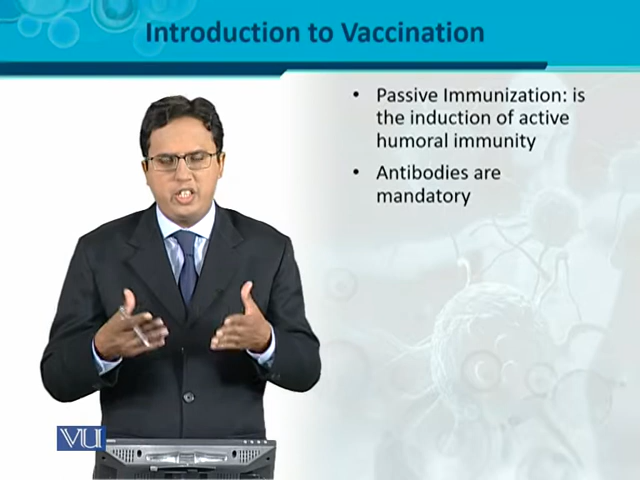 Introduction to Vaccination
• Passive Immunization: is
the induction of active
humoral immunity
• Antibodies are
mandatory
VU